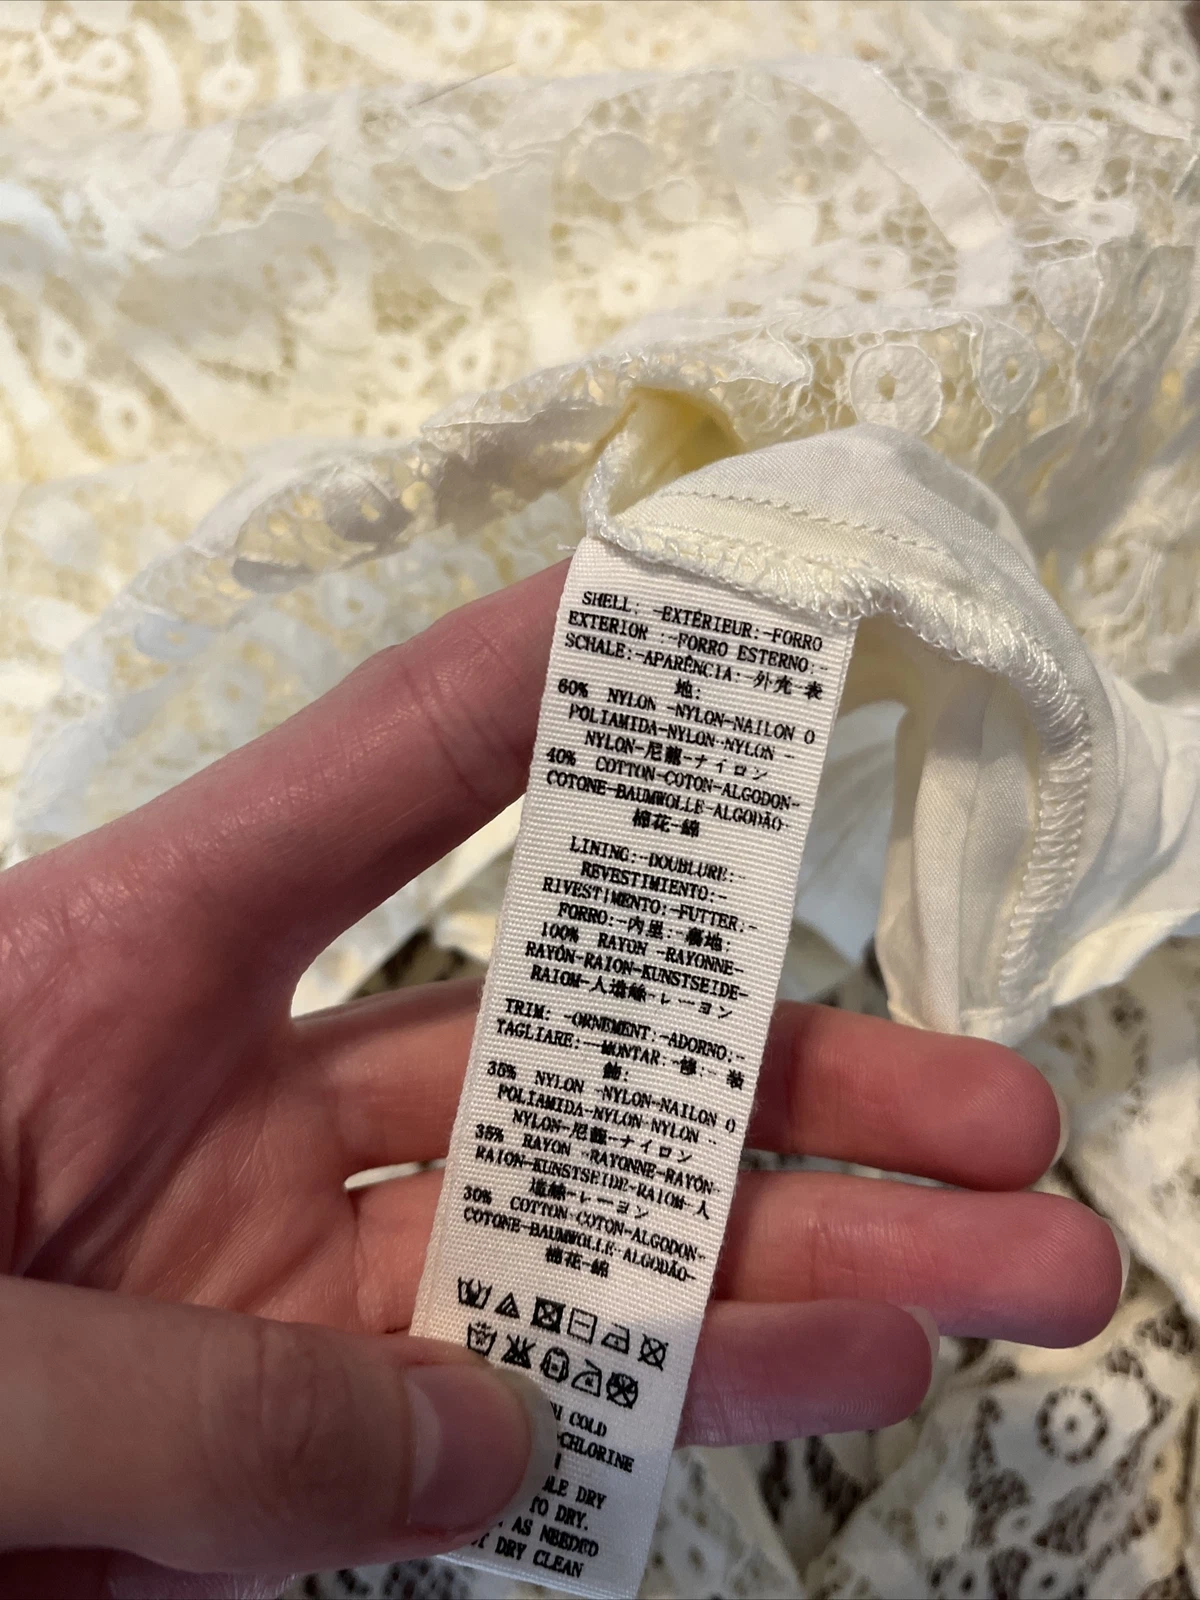 SHELL: -EXTÉRIEUR:-FORRO
EXTERIOR :-FORRO ESTERNO:-
SCHALE:-APARÊNCIA:-外壳-表
地:
60% NYLON -NYLON-NAILON O
POLIAMIDA-NYLON-NYLON -
NYLON-尼龍-ナイロン
40% COTTON-COTON-ALGODON-
COTONE-BAUMWOLLE-ALGODÃO-
棉花-綿
LINING:-DOUBLURE:-
REVESTIMIENTO:-
RIVESTIMENTO:-FUTTER:-
FORRO:-内里:-裏地:
100% RAYON -RAYONNE-
RAYÓN-RAION-KUNSTSEIDE-
RAIOM-人造絲-レーヨン
TRIM: -ORNEMENT:-ADORNO:-
TAGLIARE:-MONTAR:-緣:-装
飾:
35% NYLON -NYLON-NAILON O
POLIAMIDA-NYLON-NYLON -
NYLON-尼龍-ナイロン
35% RAYON -RAYONNE-RAYÓN-
RAION-KUNSTSEIDE-RAIOM-人
造絲-レーヨン
30% COTTON-COTON-ALGODON-
COTONE-BAUMWOLLE-ALGODÃO-
棉花-綿
COLD
-CHLORINE
DRY
TO DRY.
AS NEEDED
DRY CLEAN